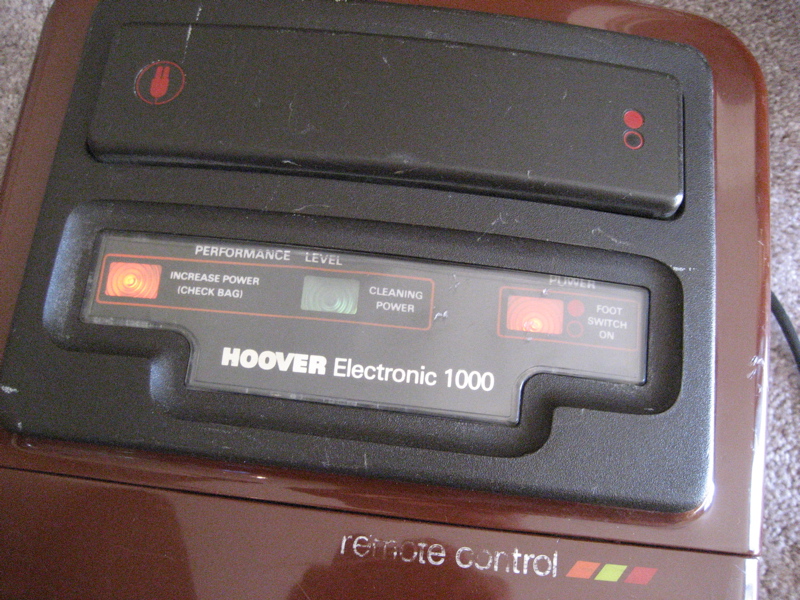 PERFORMANCE LEVEL
INCREASE POWER
(CHECK BAG)
CLEANING
POWER
POWER
FOOT
SWITCH
ON
HOOVER Electronic 1000
remote control